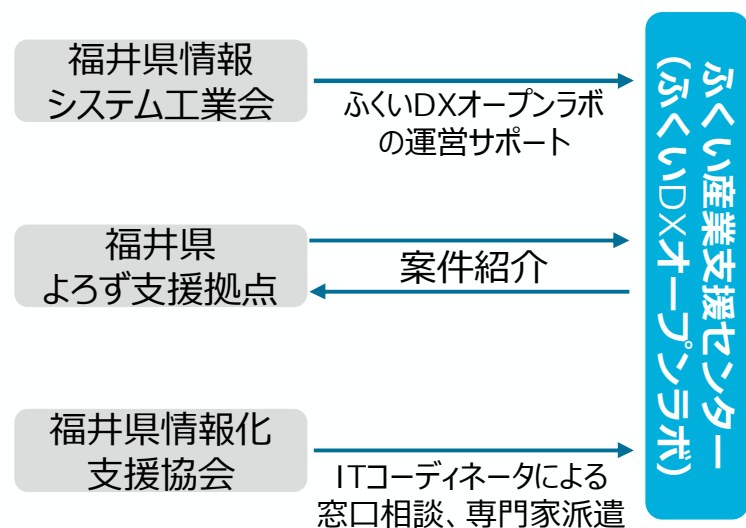 福井県情報
システム工業会
ふくいDXオープンラボ
の運営サポート
福井県
よろず支援拠点
案件紹介
福井県情報化
支援協会
ITコーディネータによる
窓口相談、専門家派遣
ふくい産業支援センター
(ふくいDXオープンラボ)